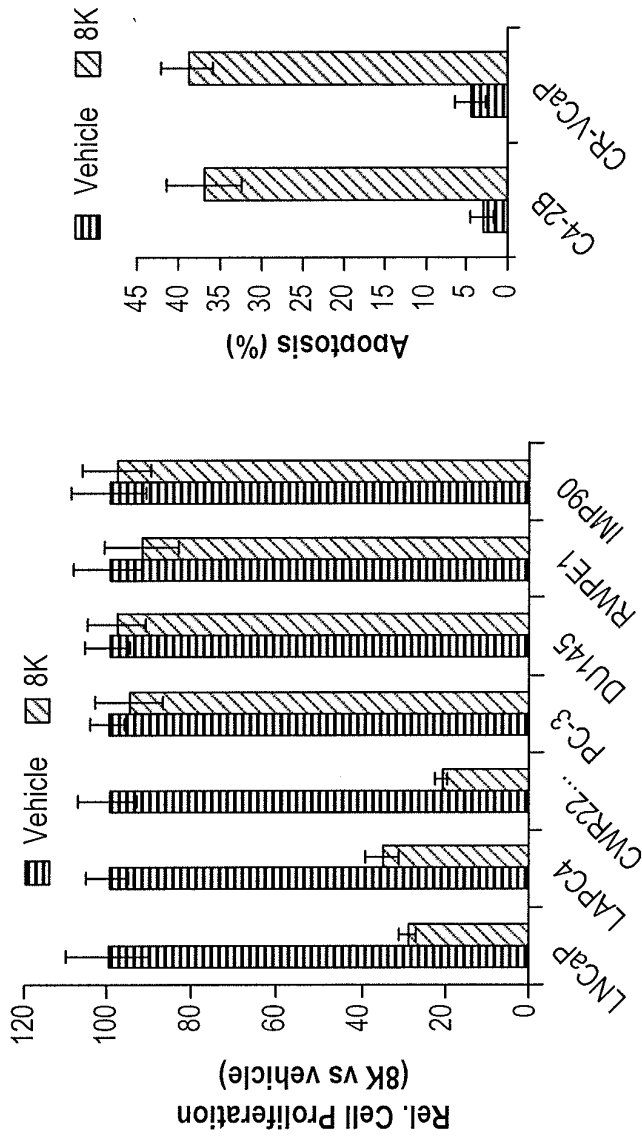 Vehicle 8K
Rel. Cell Proliferation
(8K vs vehicle)
120
100
80
60
40
20
0
LNCaP
LAPC4
CWR22....
PC-3
DU145
RWPE1
IMP90
Vehicle 8K
Apoptosis (%)
45
40
35
30
25
20
15
10
5
0
C4-2B
CR-VCaP